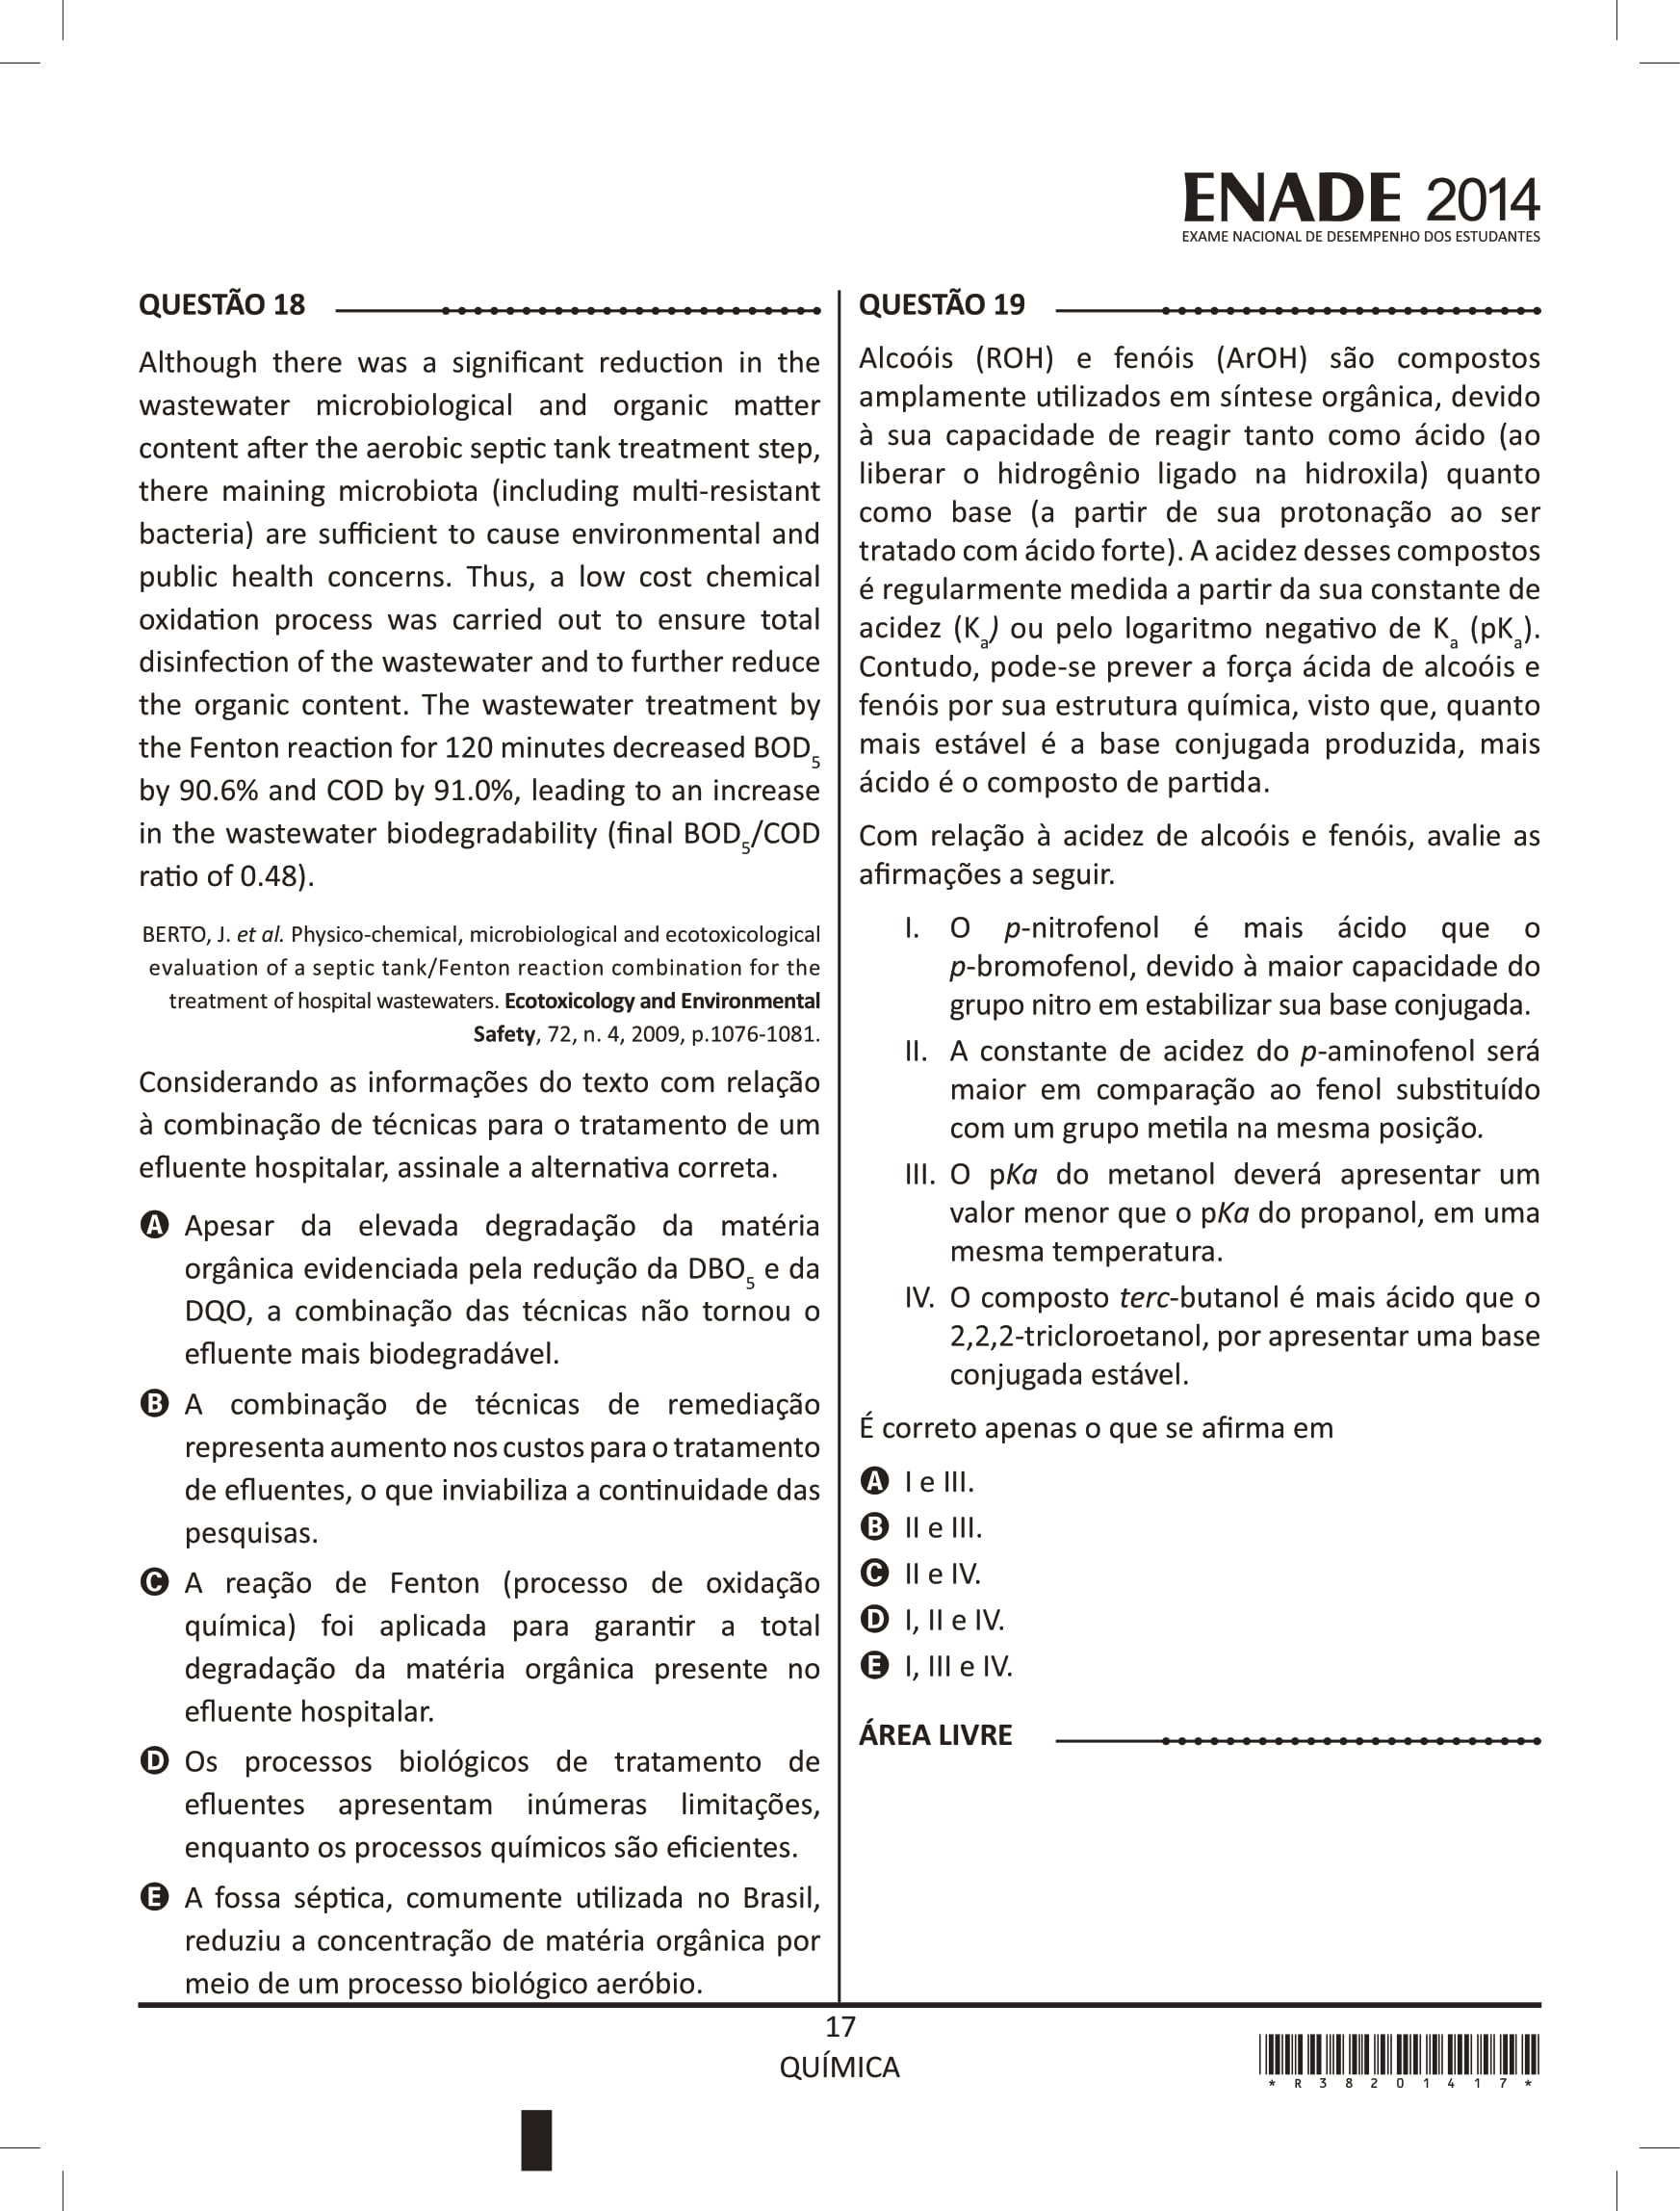 ENADE 2014
EXAME NACIONAL DE DESEMPENHO DOS ESTUDANTES
QUESTÃO 18
Although there was a significant reduction in the
wastewater microbiological and organic matter
content after the aerobic septic tank treatment step,
there maining microbiota (including multi-resistant
bacteria) are sufficient to cause environmental and
public health concerns. Thus, a low cost chemical
oxidation process was carried out to ensure total
disinfection of the wastewater and to further reduce
the organic content. The wastewater treatment by
the Fenton reaction for 120 minutes decreased BOD5
by 90.6% and COD by 91.0%, leading to an increase
in the wastewater biodegradability (final BOD5/COD
ratio of 0.48).
BERTO, J. et al. Physico-chemical, microbiological and ecotoxicological
evaluation of a septic tank/Fenton reaction combination for the
treatment of hospital wastewaters. Ecotoxicology and Environmental
Safety, 72, n. 4, 2009, p.1076-1081.
Considerando as informações do texto com relação
à combinação de técnicas para o tratamento de um
efluente hospitalar, assinale a alternativa correta.
A Apesar da elevada degradação da matéria
orgânica evidenciada pela redução da DBO5 e da
DQO, a combinação das técnicas não tornou o
efluente mais biodegradável.
B A combinação de técnicas de remediação
representa aumento nos custos para o tratamento
de efluentes, o que inviabiliza a continuidade das
pesquisas.
C A reação de Fenton (processo de oxidação
química) foi aplicada para garantir a total
degradação da matéria orgânica presente no
efluente hospitalar.
D Os processos biológicos de tratamento de
efluentes apresentam inúmeras limitações,
enquanto os processos químicos são eficientes.
E A fossa séptica, comumente utilizada no Brasil,
reduziu a concentração de matéria orgânica por
meio de um processo biológico aeróbio.
QUESTÃO 19
Alcoóis (ROH) e fenóis (ArOH) são compostos
amplamente utilizados em síntese orgânica, devido
à sua capacidade de reagir tanto como ácido (ao
liberar o hidrogênio ligado na hidroxila) quanto
como base (a partir de sua protonação ao ser
tratado com ácido forte). A acidez desses compostos
é regularmente medida a partir da sua constante de
acidez (Ka) ou pelo logaritmo negativo de Ka (pKa).
Contudo, pode-se prever a força ácida de alcoóis e
fenóis por sua estrutura química, visto que, quanto
mais estável é a base conjugada produzida, mais
ácido é o composto de partida.
Com relação à acidez de alcoóis e fenóis, avalie as
afirmações a seguir.
I. O p-nitrofenol é mais ácido que o
p-bromofenol, devido à maior capacidade do
grupo nitro em estabilizar sua base conjugada.
II. A constante de acidez do p-aminofenol será
maior em comparação ao fenol substituído
com um grupo metila na mesma posição.
III. O pKa do metanol deverá apresentar um
valor menor que o pKa do propanol, em uma
mesma temperatura.
IV. O composto terc-butanol é mais ácido que o
2,2,2-tricloroetanol, por apresentar uma base
conjugada estável.
É correto apenas o que se afirma em
A I e III.
B II e III.
C II e IV.
D I, II e IV.
E I, III e IV.
ÁREA LIVRE
17
QUÍMICA
* R 3 8 2 0 1 4 1 7 *